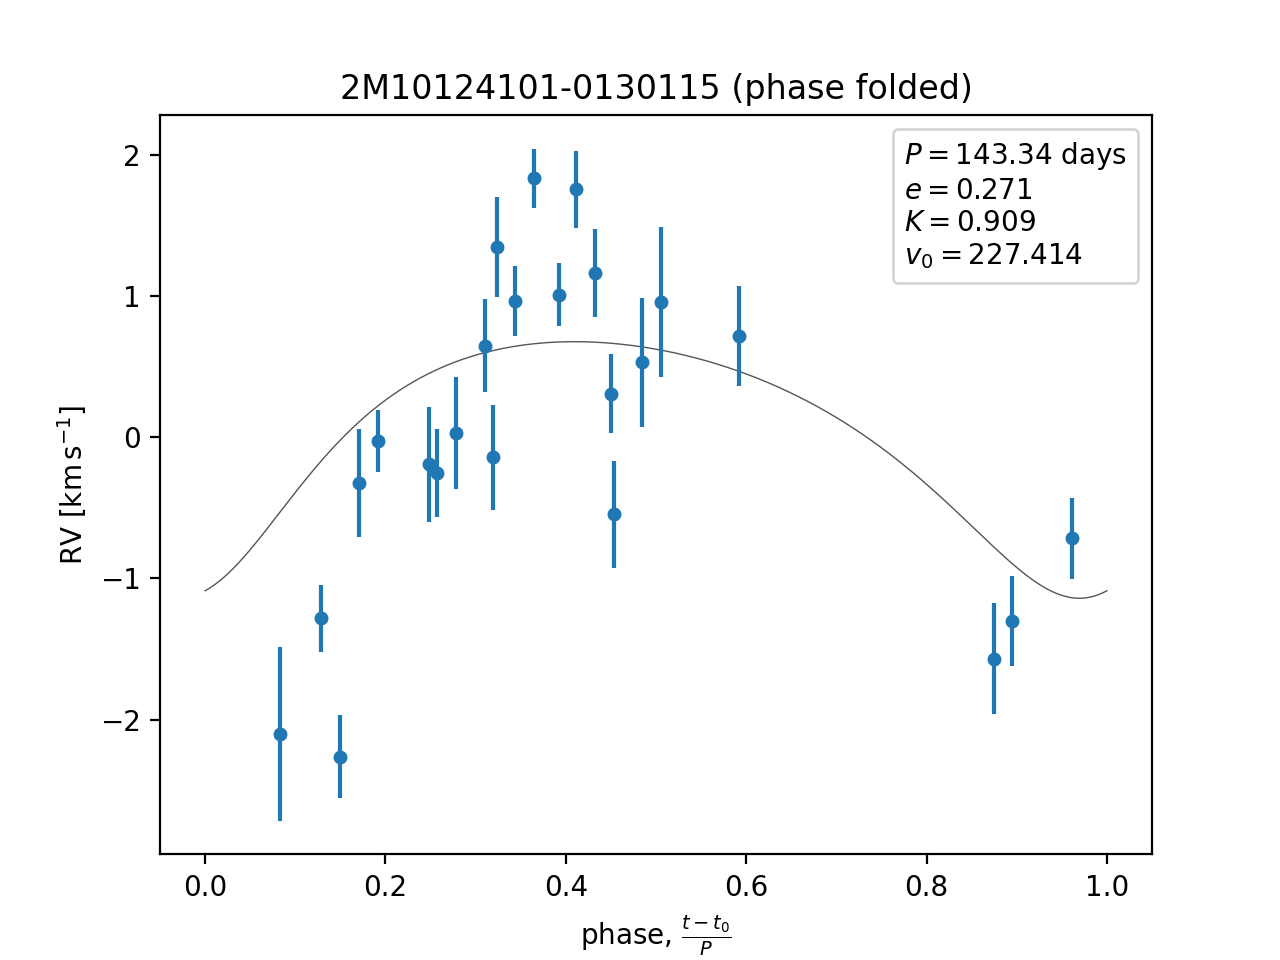 2M10124101-0130115 (phase folded)
P = 143.34 days
e = 0.271
K = 0.909
v₀ = 227.414
2
1
0
−1
−2
RV [km s⁻¹]
0.0 0.2 0.4 0.6 0.8 1.0
phase, (t − t₀)/P